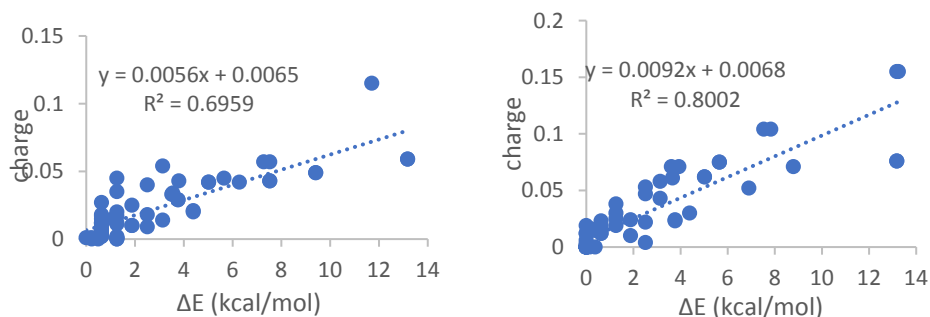 0.15
y = 0.0056x + 0.0065
R² = 0.6959
0.1
charge
0.05
0
0 2 4 6 8 10 12 14
ΔE (kcal/mol)
0.2
y = 0.0092x + 0.0068
R² = 0.8002
0.15
charge
0.1
0.05
0
0 2 4 6 8 10 12 14
ΔE (kcal/mol)